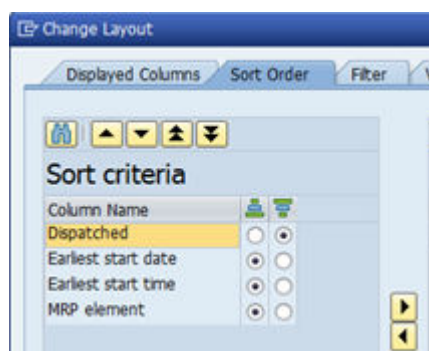 Change Layout
Displayed Columns Sort Order Filter
Sort criteria
Column Name
Dispatched
Earliest start date
Earliest start time
MRP element